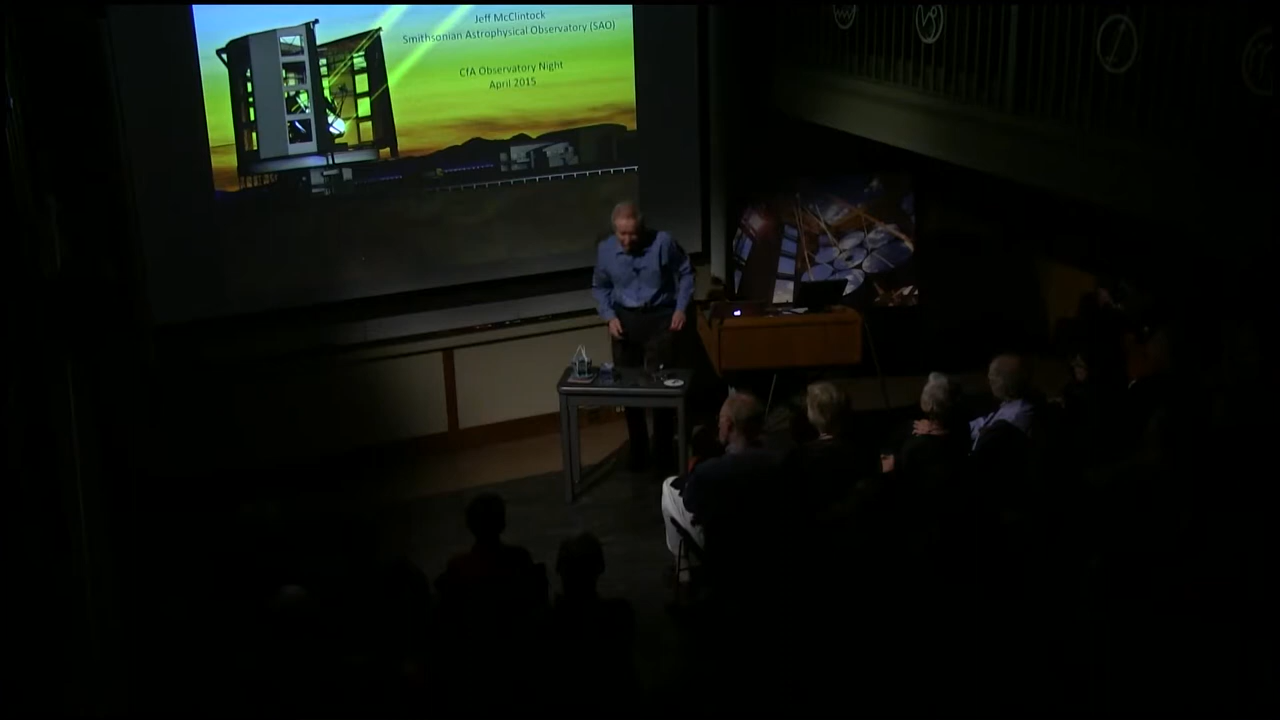 Jeff McClintock
Smithsonian Astrophysical Observatory (SAO)
CfA Observatory Night
April 2015